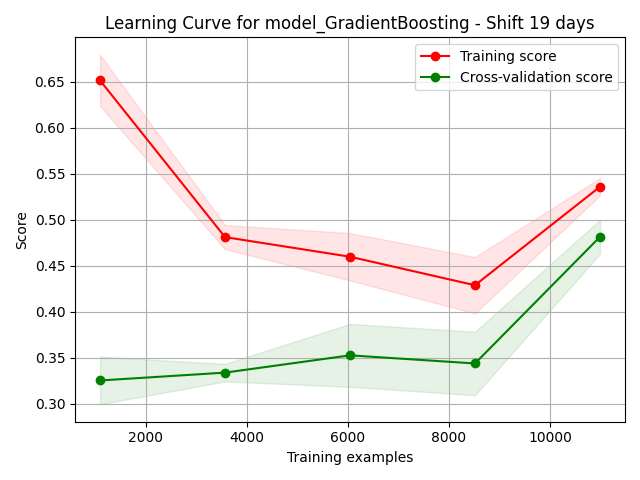 Learning Curve for model_GradientBoosting - Shift 19 days
Training score
Cross-validation score
0.65
0.60
0.55
0.50
0.45
0.40
0.35
0.30
Score
2000 4000 6000 8000 10000
Training examples